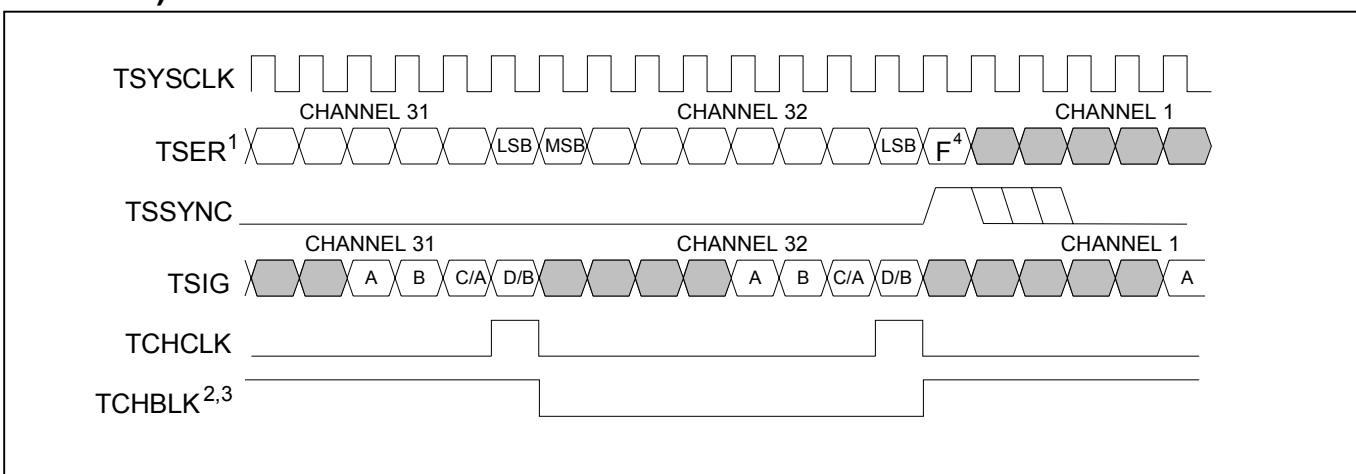 )
TSYSCLK
CHANNEL 31 CHANNEL 32 CHANNEL 1
TSER1 LSB MSB LSB F4
TSSYNC
CHANNEL 31 CHANNEL 32 CHANNEL 1
TSIG A B C/A D/B A B C/A D/B A
TCHCLK
TCHBLK2,3